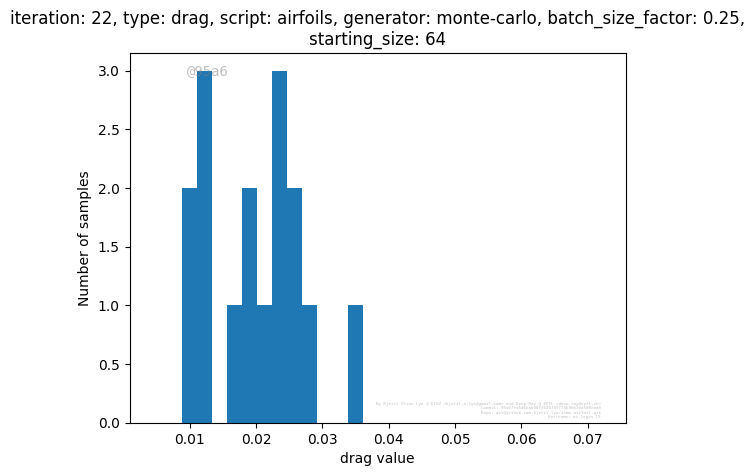 iteration: 22, type: drag, script: airfoils, generator: monte-carlo, batch_size_factor: 0.25,
starting_size: 64
@95a6
3.0
2.5
2.0
1.5
1.0
0.5
0.0
Number of samples
0.01 0.02 0.03 0.04 0.05 0.06 0.07
drag value